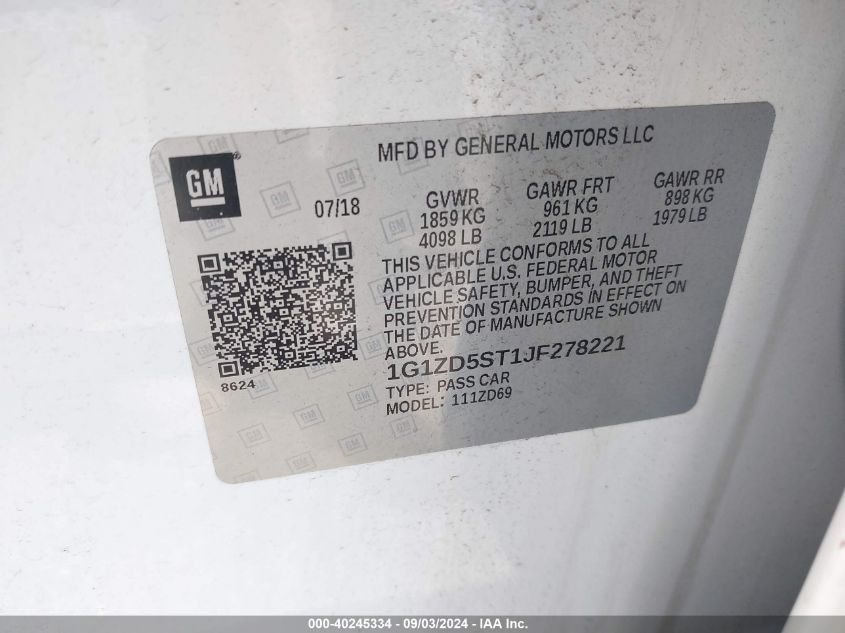 MFD BY GENERAL MOTORS LLC
GM®
07/18
GVWR
1859 KG
4098 LB
GAWR FRT
961 KG
2119 LB
GAWR RR
898 KG
1979 LB
THIS VEHICLE CONFORMS TO ALL
APPLICABLE U.S. FEDERAL MOTOR
VEHICLE SAFETY, BUMPER, AND THEFT
PREVENTION STANDARDS IN EFFECT ON
THE DATE OF MANUFACTURE SHOWN
ABOVE.
8624
1G1ZD5ST1JF278221
TYPE: PASS CAR
MODEL: 111ZD69
000-40245334 - 09/03/2024 - IAA Inc.